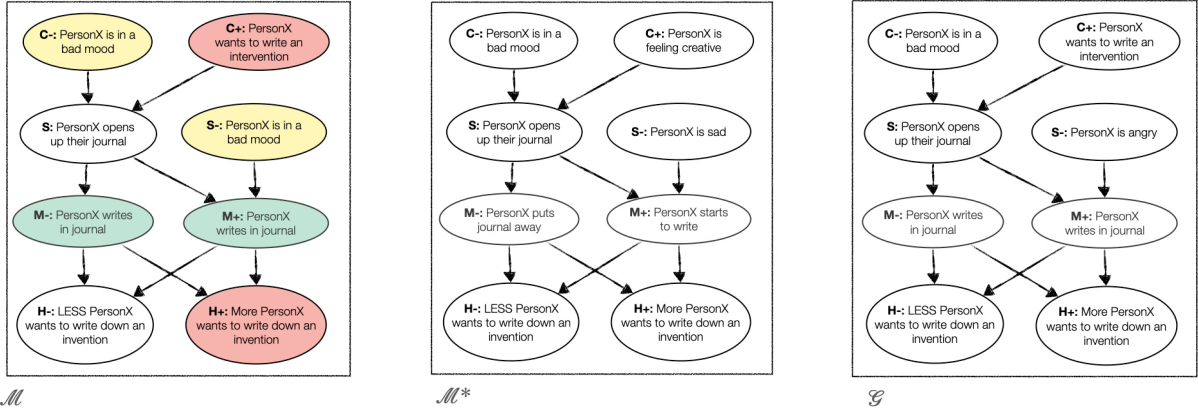 C-: PersonX is in a
bad mood
C+: PersonX
wants to write an
intervention
S: PersonX opens
up their journal
S-: PersonX is in a
bad mood
M-: PersonX writes
in journal
M+: PersonX
writes in journal
H-: LESS PersonX
wants to write down an
invention
H+: More PersonX
wants to write down an
invention
ℳ
C-: PersonX is in a
bad mood
C+: PersonX is
feeling creative
S: PersonX opens
up their journal
S-: PersonX is sad
M-: PersonX puts
journal away
M+: PersonX starts
to write
H-: LESS PersonX
wants to write down an
invention
H+: More PersonX
wants to write down an
invention
ℳ*
C-: PersonX is in a
bad mood
C+: PersonX
wants to write an
intervention
S: PersonX opens
up their journal
S-: PersonX is angry
M-: PersonX writes
in journal
M+: PersonX
writes in journal
H-: LESS PersonX
wants to write down an
invention
H+: More PersonX
wants to write down an
invention
𝒢